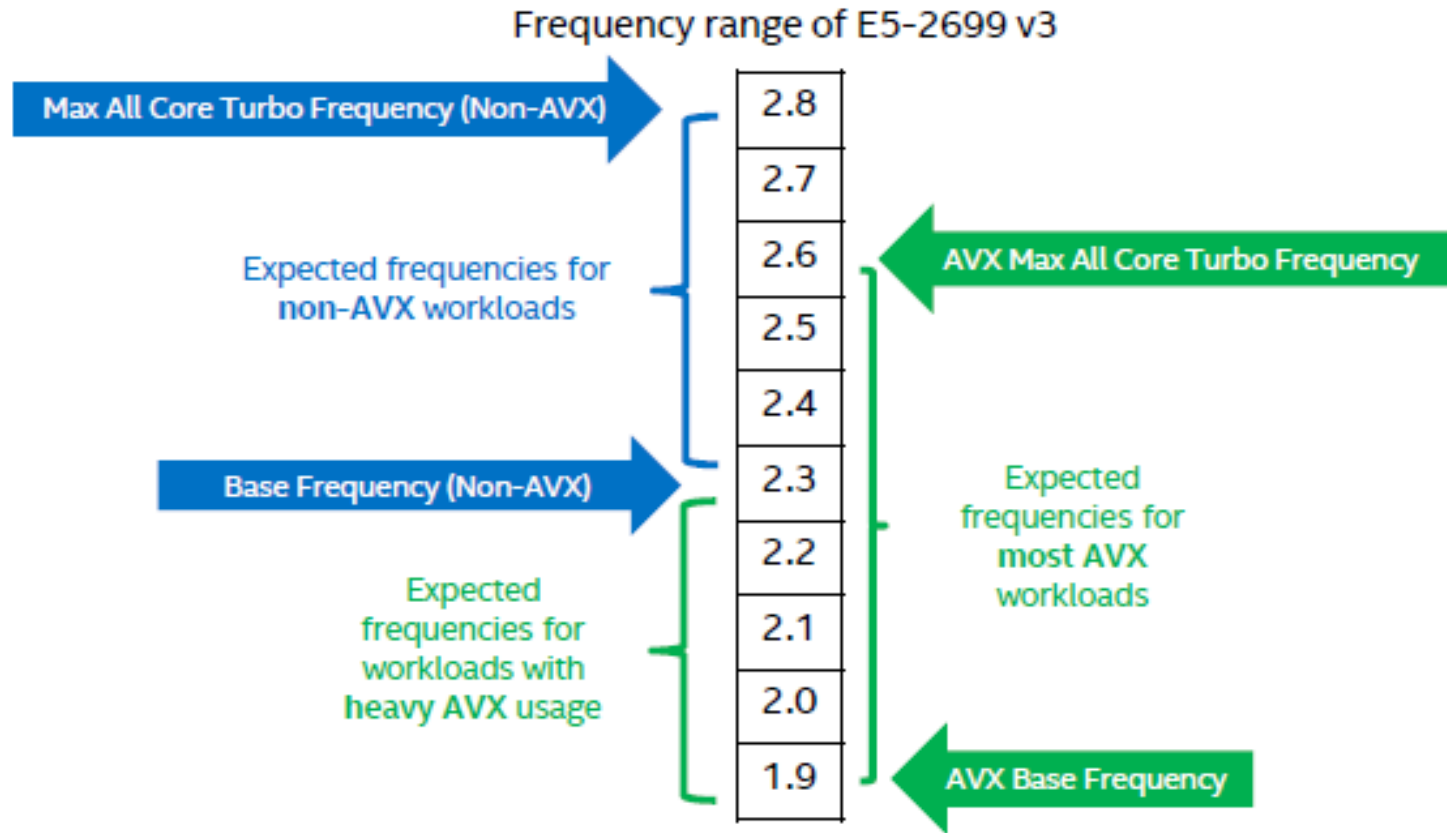 Frequency range of E5-2699 v3
Max All Core Turbo Frequency (Non-AVX)
2.8
2.7
2.6
AVX Max All Core Turbo Frequency
Expected frequencies for
non-AVX workloads
2.5
2.4
Base Frequency (Non-AVX)
2.3
Expected
frequencies for
most AVX
workloads
2.2
Expected
frequencies for
workloads with
heavy AVX usage
2.1
2.0
1.9
AVX Base Frequency